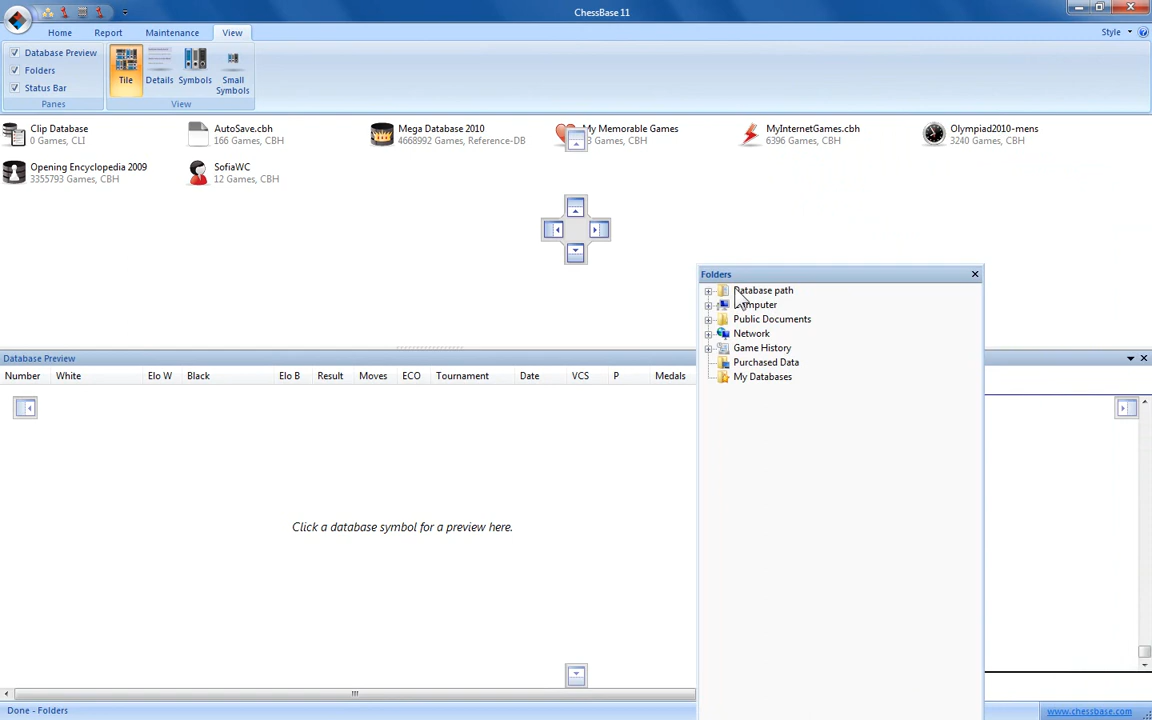 ChessBase 11
Home Report Maintenance View
Style
Database Preview
Folders
Status Bar
Tile
Details
Symbols
Small Symbols
Panes
View
Clip Database
0 Games, CLI
AutoSave.cbh
166 Games, CBH
Mega Database 2010
4668992 Games, Reference-DB
My Memorable Games
3 Games, CBH
MyInternetGames.cbh
6396 Games, CBH
Olympiad2010-mens
3240 Games, CBH
Opening Encyclopedia 2009
3355793 Games, CBH
SofiaWC
12 Games, CBH
Folders
Database path
Public Documents
Network
Game History
Purchased Data
My Databases
Database Preview
Number White Elo W Black Elo B Result Moves ECO Tournament Date VCS P Medals
Click a database symbol for a preview here.
Done - Folders
www.chessbase.com